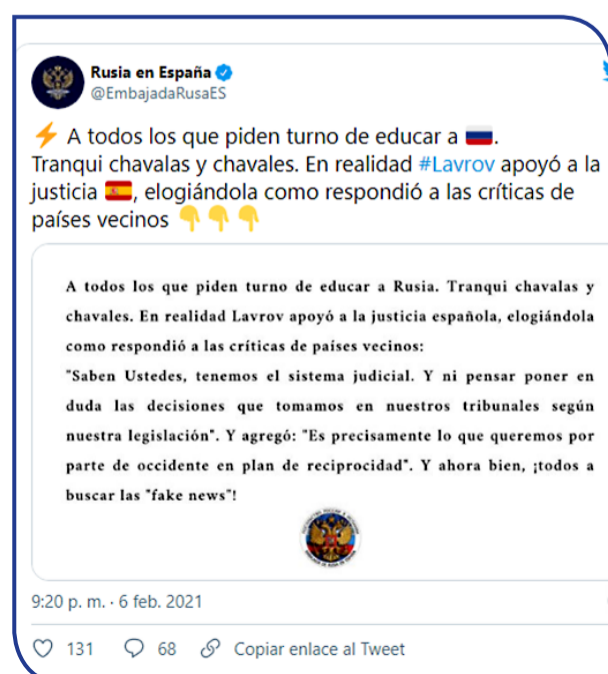 Rusia en España
@EmbajadaRusaES
⚡ A todos los que piden turno de educar a 🇷🇺.
Tranqui chavalas y chavales. En realidad #Lavrov apoyó a la
justicia 🇪🇸, elogiándola como respondió a las críticas de
países vecinos 👇👇👇
A todos los que piden turno de educar a Rusia. Tranqui chavalas y
chavales. En realidad Lavrov apoyó a la justicia española, elogiándola
como respondió a las críticas de países vecinos:
"Saben Ustedes, tenemos el sistema judicial. Y ni pensar poner en
duda las decisiones que tomamos en nuestros tribunales según
nuestra legislación". Y agregó: "Es precisamente lo que queremos por
parte de occidente en plan de reciprocidad". Y ahora bien, ¡todos a
buscar las "fake news"!
9:20 p. m. · 6 feb. 2021
131 68 Copiar enlace al Tweet